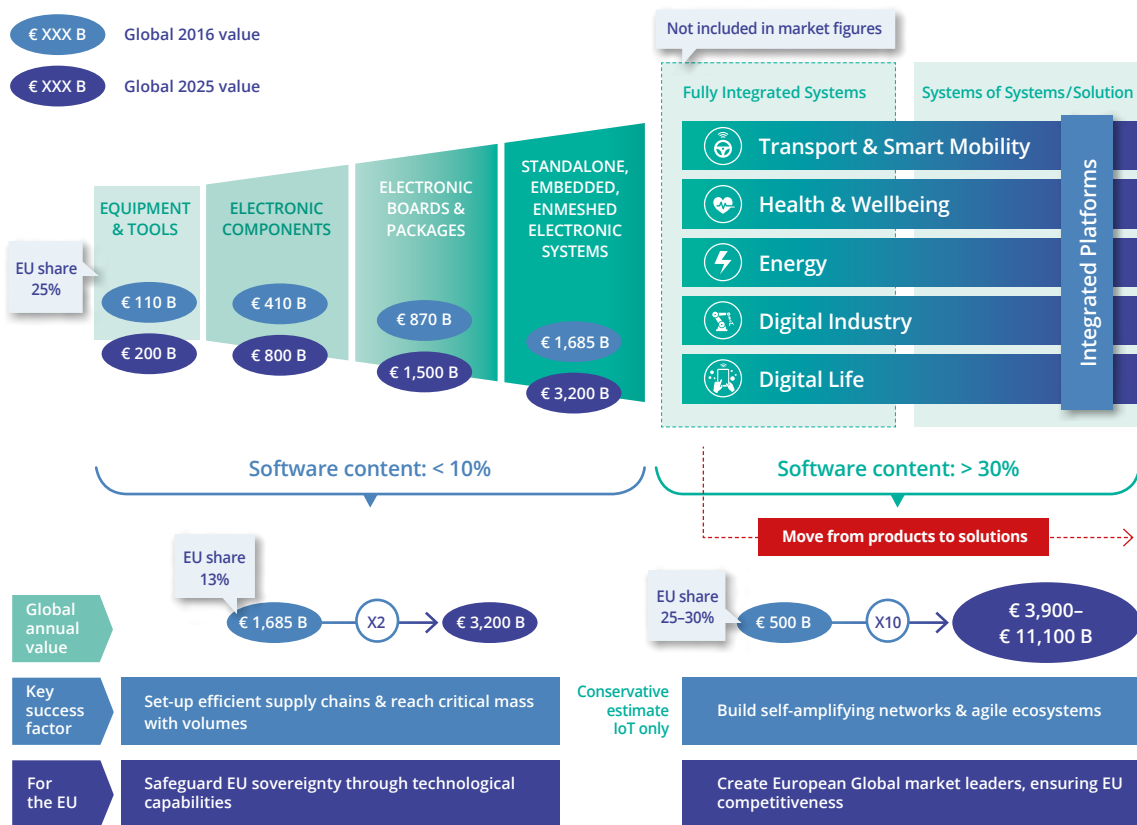 € XXX B
Global 2016 value
€ XXX B
Global 2025 value
Not included in market figures
Fully Integrated Systems
Systems of Systems/Solution
EQUIPMENT
& TOOLS
ELECTRONIC
COMPONENTS
ELECTRONIC
BOARDS &
PACKAGES
STANDALONE,
EMBEDDED,
ENMESHED
ELECTRONIC
SYSTEMS
EU share
25%
€ 110 B
€ 200 B
€ 410 B
€ 800 B
€ 870 B
€ 1,500 B
€ 1,685 B
€ 3,200 B
Transport & Smart Mobility
Health & Wellbeing
Energy
Digital Industry
Digital Life
Integrated Platforms
Software content: < 10%
Software content: > 30%
Move from products to solutions
Global
annual
value
EU share
13%
€ 1,685 B
X2
€ 3,200 B
EU share
25–30%
€ 500 B
X10
€ 3,900–
€ 11,100 B
Key
success
factor
Set-up efficient supply chains & reach critical mass
with volumes
Conservative
estimate
IoT only
Build self-amplifying networks & agile ecosystems
For
the EU
Safeguard EU sovereignty through technological
capabilities
Create European Global market leaders, ensuring EU
competitiveness